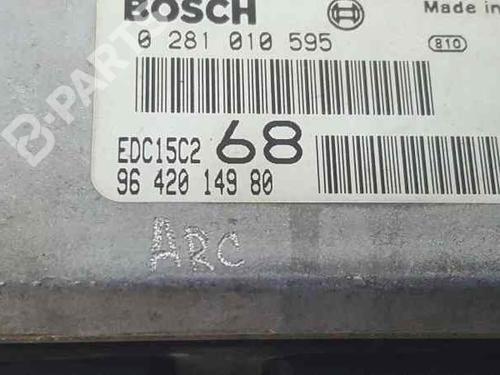 BOSCH
Made in
0 281 010 595
810
EDC15C2 68
96 420 149 80
ARC
B-PARTS